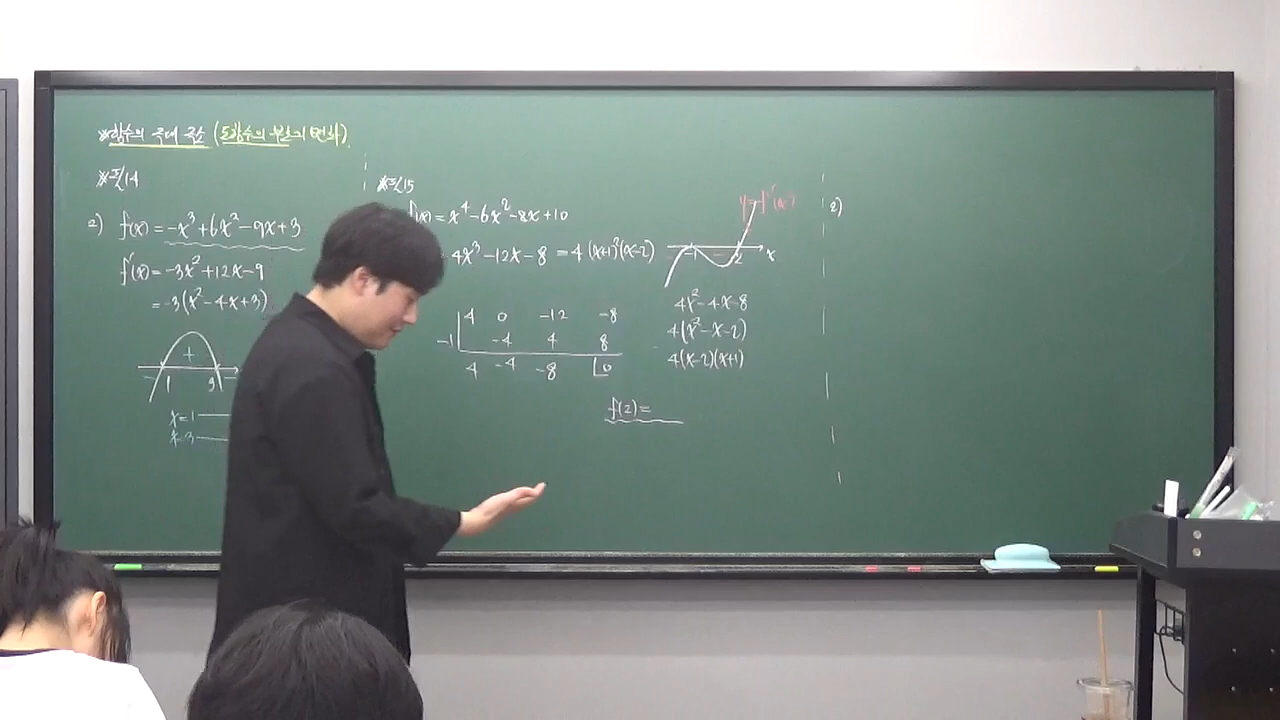 ※함수의 극대 극소 (도함수의 부호의 변화)
※필14
2) f(x) = -x³+6x²-9x+3
f'(x) = -3x²+12x-9
= -3(x²-4x+3)
+
- 1 3 -
x=1
x=3
※필15
f(x) = x⁴-6x²-8x+10
4x³-12x-8 = 4(x+1)²(x-2)
4 0 -12 -8
-1 -4 4 8
4 -4 -8 0
y=f'(x)
-1 2 x
4x²-4x-8
4(x²-x-2)
4(x-2)(x+1)
f(2)=
2)